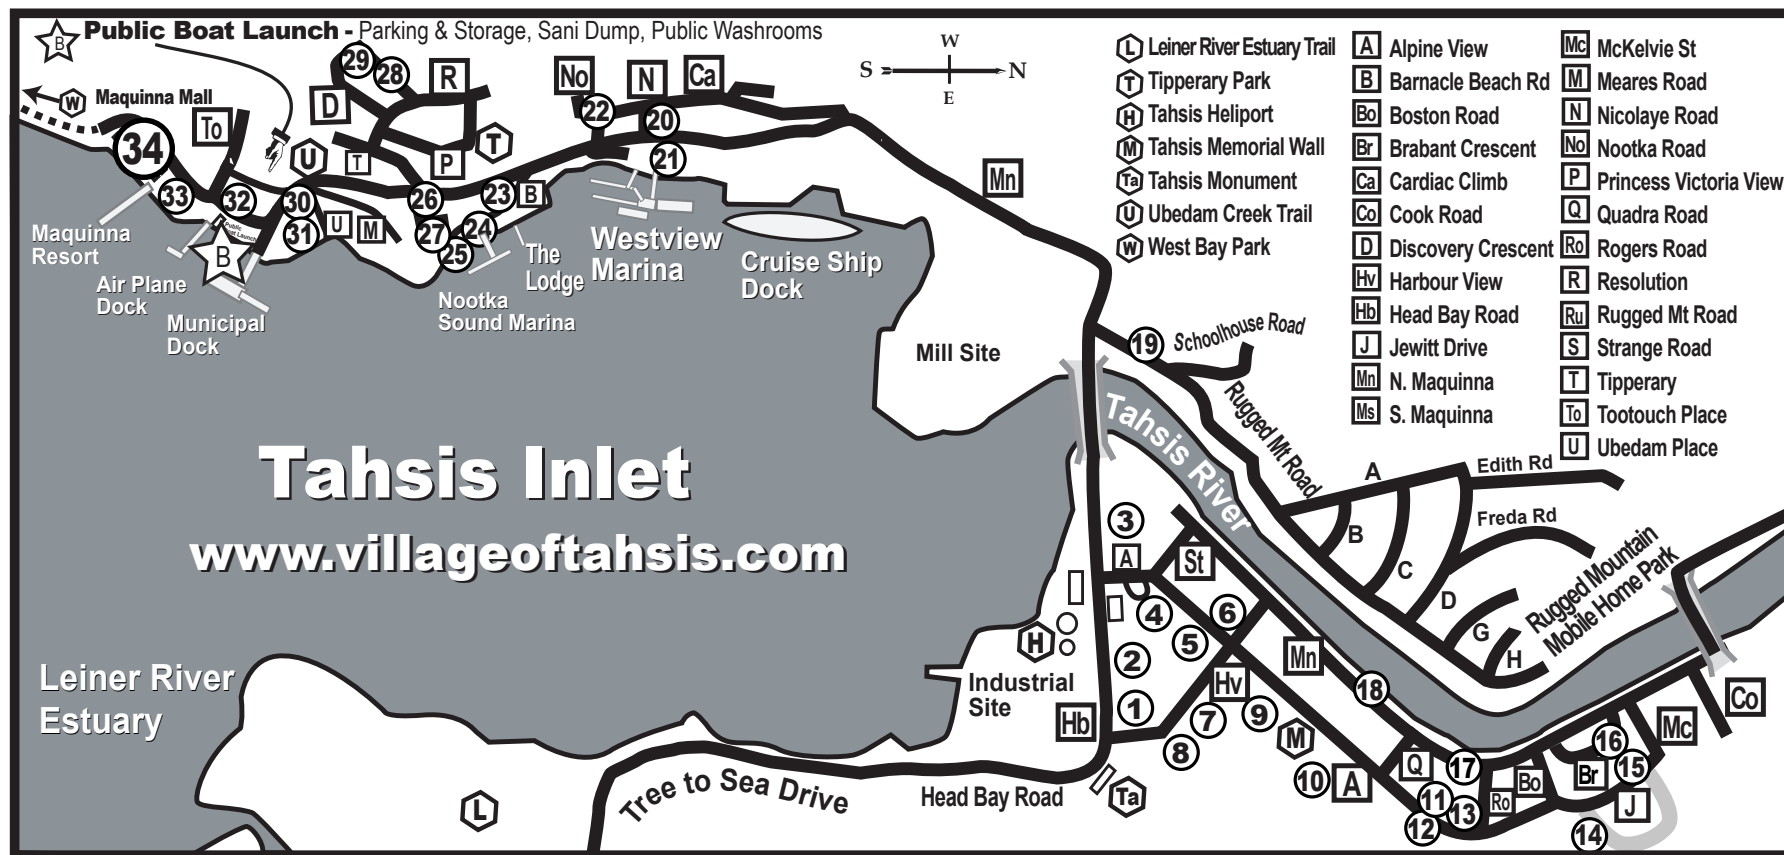 B Public Boat Launch - Parking & Storage, Sani Dump, Public Washrooms
W
S N
E
L Leiner River Estuary Trail
T Tipperary Park
H Tahsis Heliport
M Tahsis Memorial Wall
Ta Tahsis Monument
U Ubedam Creek Trail
W West Bay Park
A Alpine View
B Barnacle Beach Rd
Bo Boston Road
Br Brabant Crescent
Ca Cardiac Climb
Co Cook Road
D Discovery Crescent
Hv Harbour View
Hb Head Bay Road
J Jewitt Drive
Mn N. Maquinna
Ms S. Maquinna
Mc McKelvie St
M Meares Road
N Nicolaye Road
No Nootka Road
P Princess Victoria View
Q Quadra Road
Ro Rogers Road
R Resolution
Ru Rugged Mt Road
S Strange Road
T Tipperary
To Tootouch Place
U Ubedam Place
W Maquinna Mall
29
28
R
D
No
N
Ca
22
20
21
To
34
U
T
P
T
33
32
30
31
U
M
26
27
24
25
23
B
Public
Boat Launch
B
Maquinna
Resort
Air Plane
Dock
Municipal
Dock
Nootka
Sound Marina
The
Lodge
Westview
Marina
Cruise Ship
Dock
Mn
Mill Site
19
Schoolhouse Road
Rugged Mt Road
Tahsis River
Tahsis Inlet
www.villageoftahsis.com
A
Edith Rd
B
Freda Rd
C
D
G
H
Rugged Mountain
Mobile Home Park
3
A
St
4
5
6
2
1
H
Industrial
Site
Hb
Mn
Hv
7
8
9
M
10
A
18
Q
17
11
12
13
Ro
Bo
Br
16
15
J
14
Mc
Co
Leiner River
Estuary
L
Tree to Sea Drive
Head Bay Road
Ta